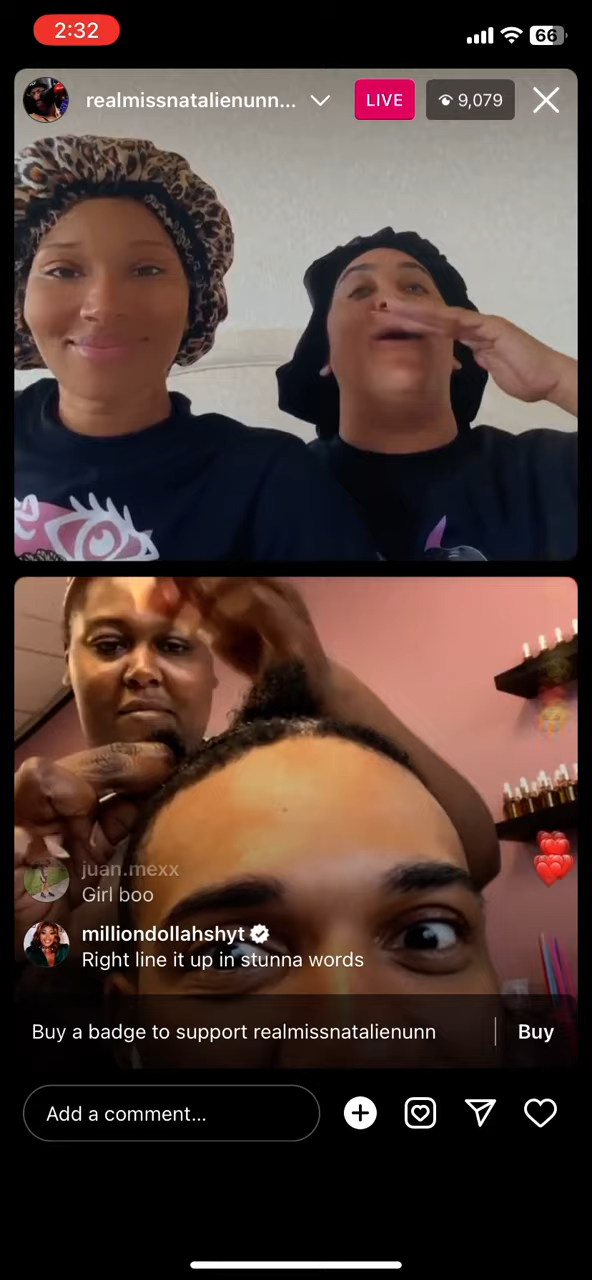 2:32
66
realmissnatalienunn...
LIVE
9,079
juan.mexx
Girl boo
milliondollahshyt
Right line it up in stunna words
Buy a badge to support realmissnatalienunn
Buy
Add a comment...